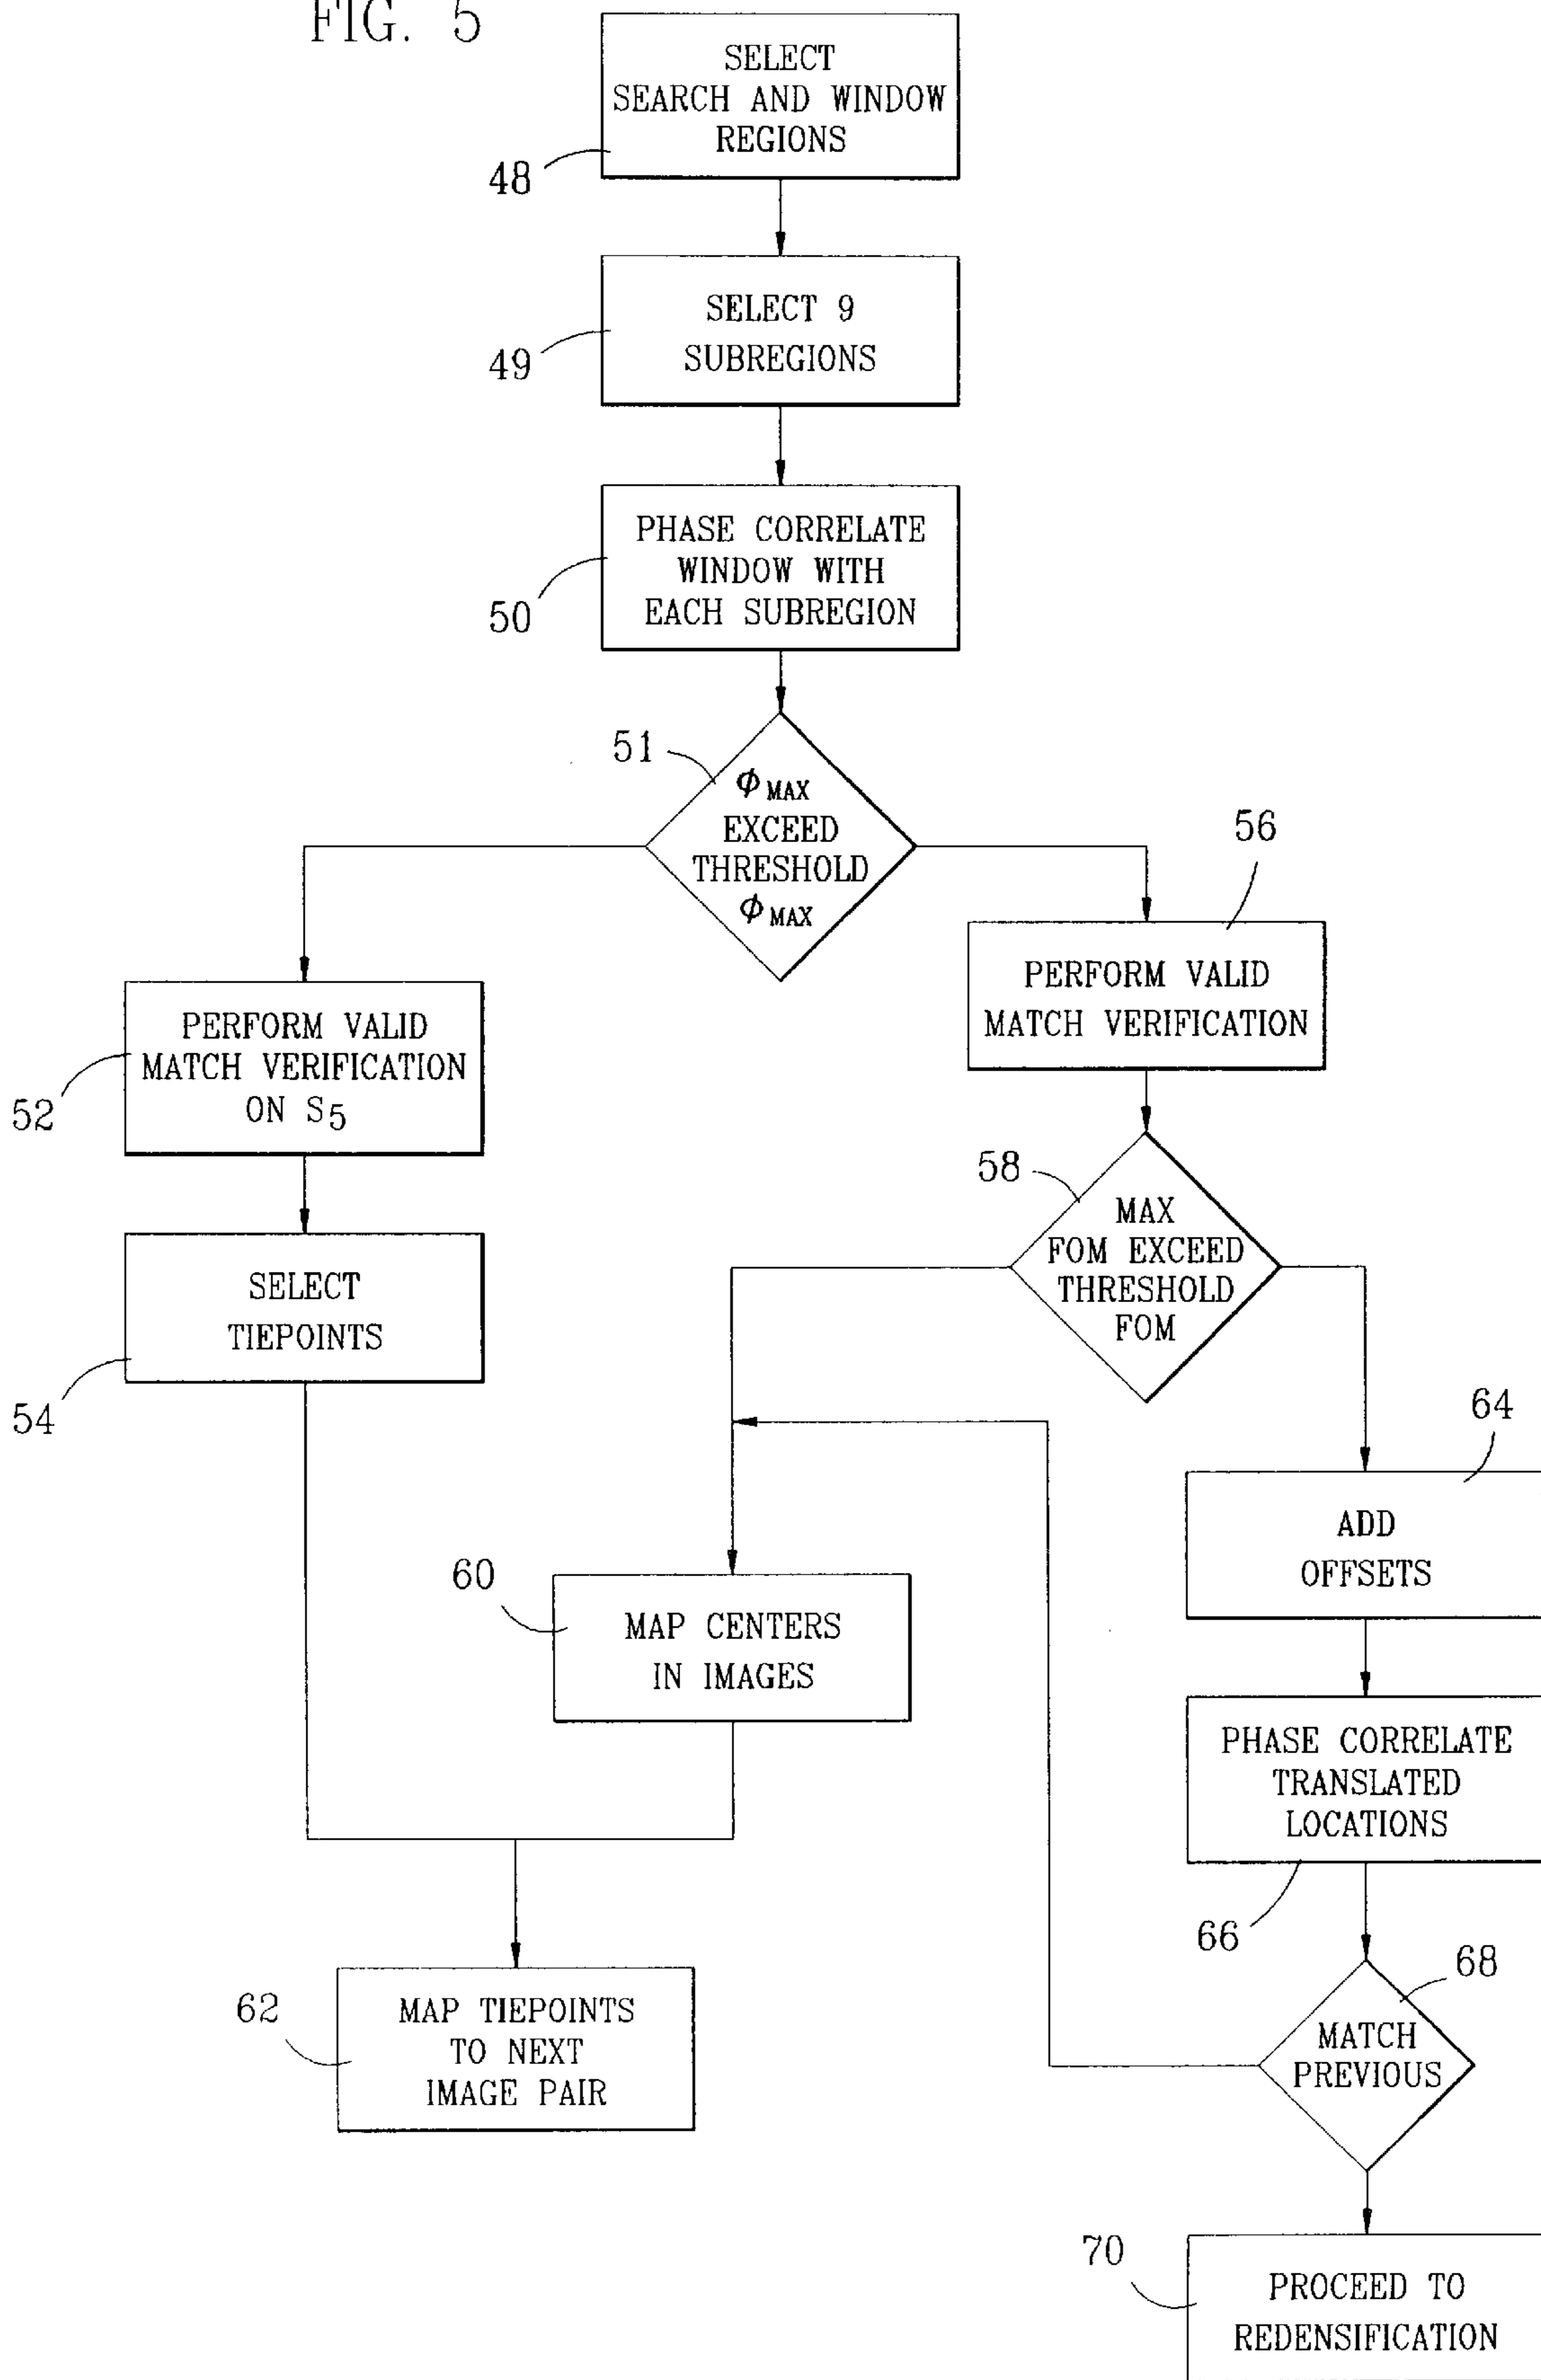 FIG. 5
SELECT
SEARCH AND WINDOW
REGIONS
48
SELECT 9
SUBREGIONS
49
PHASE CORRELATE
WINDOW WITH
EACH SUBREGION
50
51
ΦMAX
EXCEED
THRESHOLD
ΦMAX
56
PERFORM VALID
MATCH VERIFICATION
PERFORM VALID
MATCH VERIFICATION
ON S5
52
58
MAX
FOM EXCEED
THRESHOLD
FOM
SELECT
TIEPOINTS
54
64
ADD
OFFSETS
60
MAP CENTERS
IN IMAGES
PHASE CORRELATE
TRANSLATED
LOCATIONS
66
68
MATCH
PREVIOUS
62
MAP TIEPOINTS
TO NEXT
IMAGE PAIR
70
PROCEED TO
REDENSIFICATION